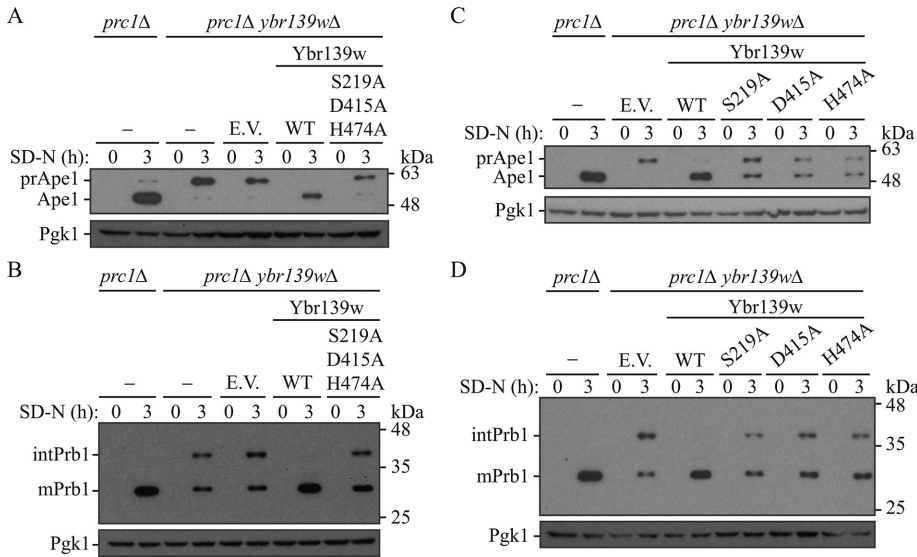 A
prc1Δ prc1Δ ybr139wΔ
Ybr139w
S219A
D415A
– – E.V. WT H474A
SD-N (h): 0 3 0 3 0 3 0 3 0 3 kDa
prApe1 63
Ape1 48
Pgk1
B
prc1Δ prc1Δ ybr139wΔ
Ybr139w
S219A
D415A
– – E.V. WT H474A
SD-N (h): 0 3 0 3 0 3 0 3 0 3 kDa
48
intPrb1
35
mPrb1
25
Pgk1
C
prc1Δ prc1Δ ybr139wΔ
Ybr139w
– E.V. WT S219A D415A H474A
SD-N (h): 0 3 0 3 0 3 0 3 0 3 0 3 kDa
prApe1 63
Ape1 48
Pgk1
D
prc1Δ prc1Δ ybr139wΔ
Ybr139w
– E.V. WT S219A D415A H474A
SD-N (h): 0 3 0 3 0 3 0 3 0 3 0 3 kDa
48
intPrb1
35
mPrb1
25
Pgk1